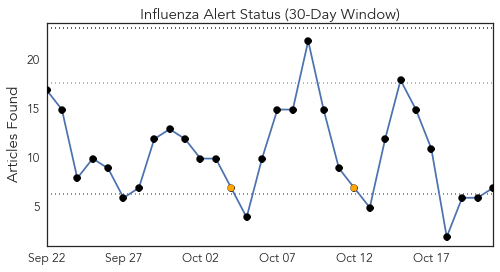 Influenza Alert Status (30-Day Window)
Articles Found
20
15
10
5
Sep 22 Sep 27 Oct 02 Oct 07 Oct 12 Oct 17